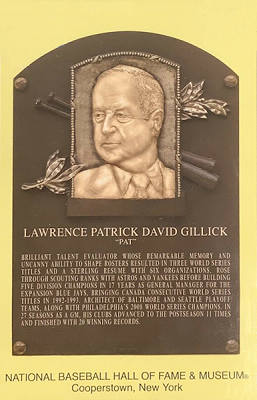 LAWRENCE PATRICK DAVID GILLICK
"PAT"
BRILLIANT TALENT EVALUATOR WHOSE REMARKABLE MEMORY AND
UNCANNY ABILITY TO SHAPE ROSTERS RESULTED IN THREE WORLD SERIES
TITLES AND A STERLING RESUME WITH SIX ORGANIZATIONS. ROSE
THROUGH SCOUTING RANKS WITH ASTROS AND YANKEES BEFORE BUILDING
FIVE DIVISION CHAMPIONS IN 17 YEARS AS GENERAL MANAGER FOR THE
EXPANSION BLUE JAYS, BRINGING CANADA CONSECUTIVE WORLD SERIES
TITLES IN 1992-1993. ARCHITECT OF BALTIMORE AND SEATTLE PLAYOFF
TEAMS, ALONG WITH PHILADELPHIA'S 2008 WORLD SERIES CHAMPIONS. IN
27 SEASONS AS A GM, HIS CLUBS ADVANCED TO THE POSTSEASON 11 TIMES
AND FINISHED WITH 20 WINNING RECORDS.
NATIONAL BASEBALL HALL OF FAME & MUSEUM®
Cooperstown, New York